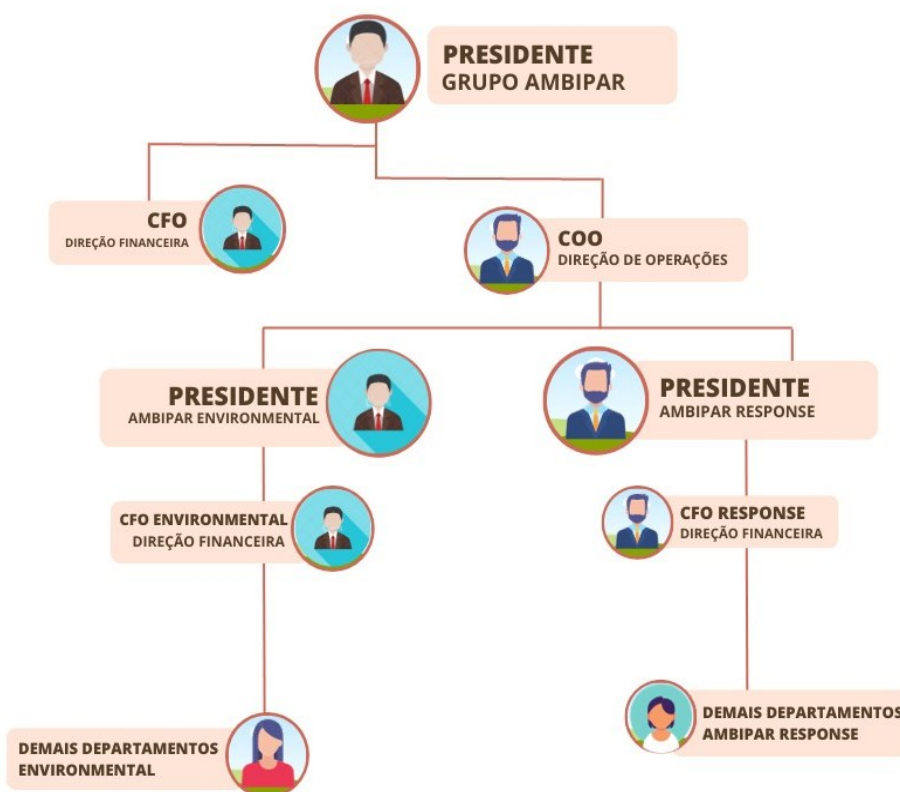 PRESIDENTE
GRUPO AMBIPAR
CFO
DIREÇÃO FINANCEIRA
COO
DIREÇÃO DE OPERAÇÕES
PRESIDENTE
AMBIPAR ENVIRONMENTAL
PRESIDENTE
AMBIPAR RESPONSE
CFO ENVIRONMENTAL
DIREÇÃO FINANCEIRA
CFO RESPONSE
DIREÇÃO FINANCEIRA
DEMAIS DEPARTAMENTOS
ENVIRONMENTAL
DEMAIS DEPARTAMENTOS
AMBIPAR RESPONSE